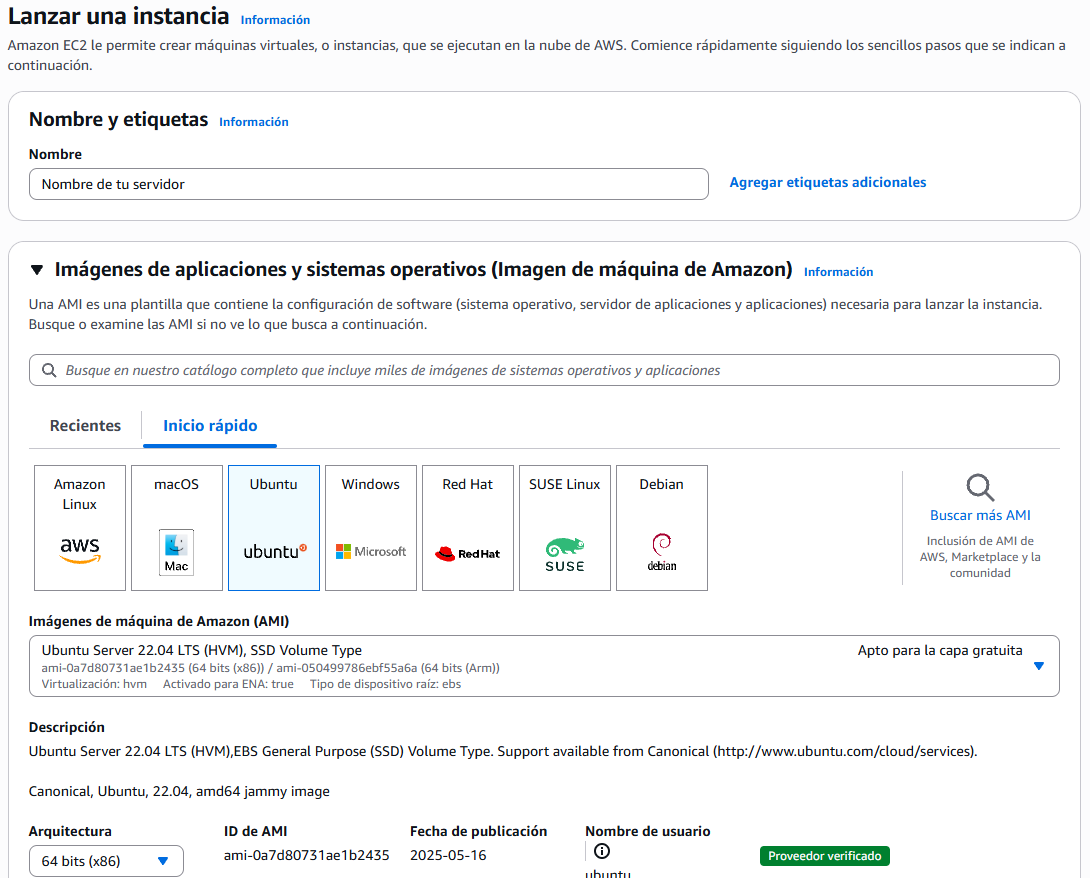 Lanzar una instancia Información
Amazon EC2 le permite crear máquinas virtuales, o instancias, que se ejecutan en la nube de AWS. Comience rápidamente siguiendo los sencillos pasos que se indican a
continuación.
Nombre y etiquetas Información
Nombre
Nombre de tu servidor
Agregar etiquetas adicionales
Imágenes de aplicaciones y sistemas operativos (Imagen de máquina de Amazon) Información
Una AMI es una plantilla que contiene la configuración de software (sistema operativo, servidor de aplicaciones y aplicaciones) necesaria para lanzar la instancia.
Busque o examine las AMI si no ve lo que busca a continuación.
Busque en nuestro catálogo completo que incluye miles de imágenes de sistemas operativos y aplicaciones
Recientes
Inicio rápido
Amazon
Linux
aws
macOS
Mac
Ubuntu
ubuntu
Windows
Microsoft
Red Hat
RedHat
SUSE Linux
SUSE
Debian
debian
Buscar más AMI
Inclusión de AMI de
AWS, Marketplace y la
comunidad
Imágenes de máquina de Amazon (AMI)
Ubuntu Server 22.04 LTS (HVM), SSD Volume Type
Apto para la capa gratuita
ami-0a7d80731ae1b2435 (64 bits (x86)) / ami-050499786ebf55a6a (64 bits (Arm))
Virtualización: hvm Activado para ENA: true Tipo de dispositivo raíz: ebs
Descripción
Ubuntu Server 22.04 LTS (HVM),EBS General Purpose (SSD) Volume Type. Support available from Canonical (http://www.ubuntu.com/cloud/services).
Canonical, Ubuntu, 22.04, amd64 jammy image
Arquitectura
64 bits (x86)
ID de AMI
ami-0a7d80731ae1b2435
Fecha de publicación
2025-05-16
Nombre de usuario
ubuntu
Proveedor verificado